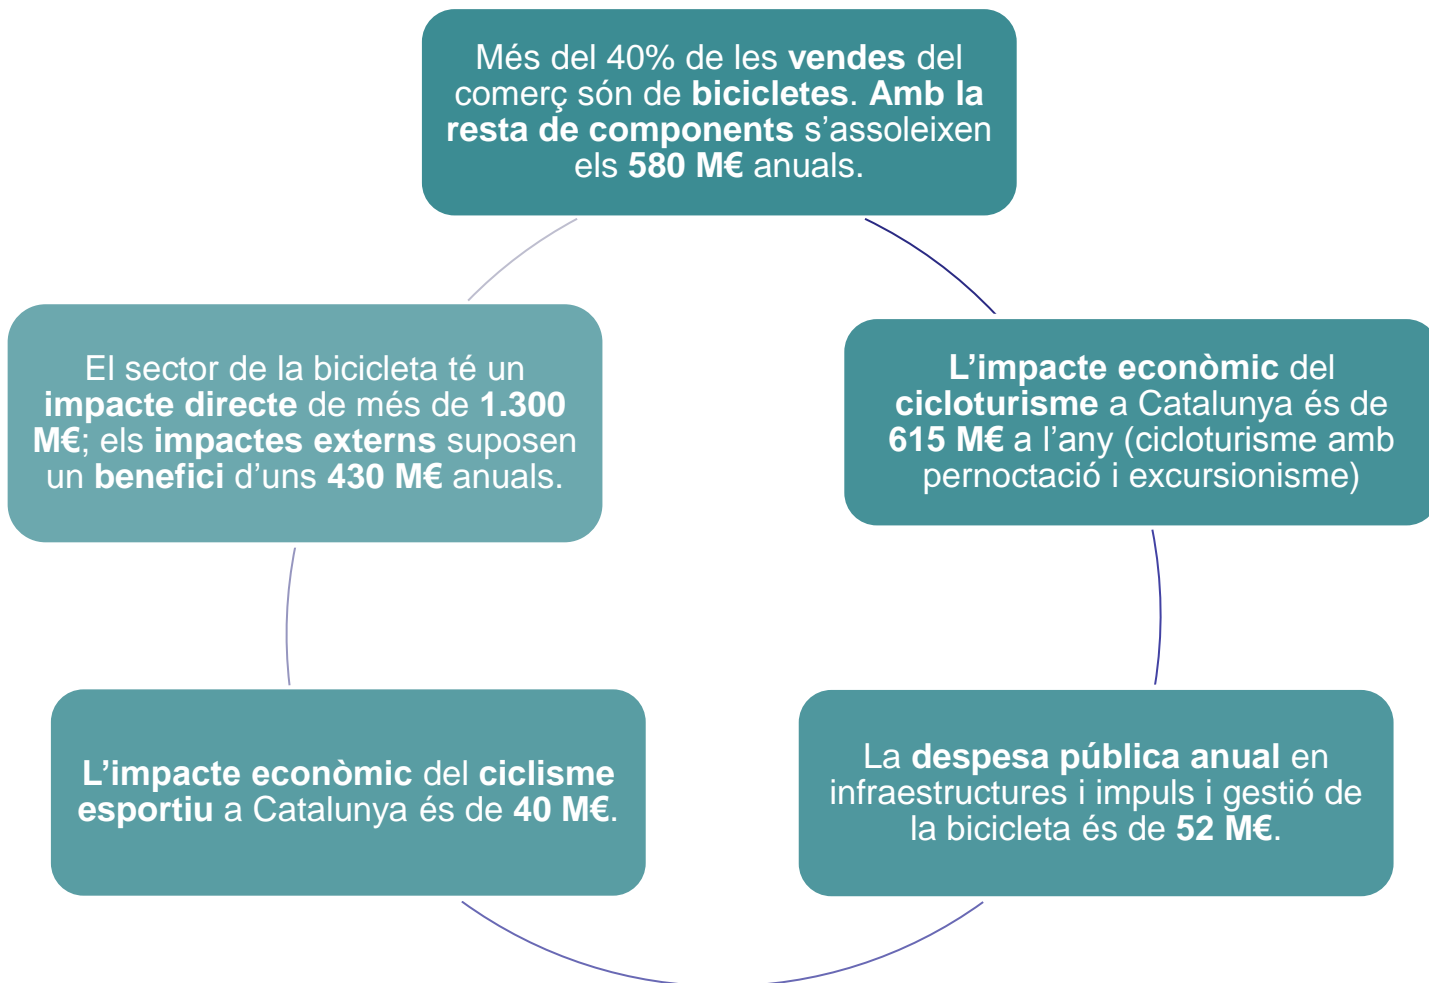 Més del 40% de les vendes del
comerç són de bicicletes. Amb la
resta de components s’assoleixen
els 580 M€ anuals.
L’impacte econòmic del
cicloturisme a Catalunya és de
615 M€ a l’any (cicloturisme amb
pernoctació i excursionisme)
La despesa pública anual en
infraestructures i impuls i gestió de
la bicicleta és de 52 M€.
L’impacte econòmic del ciclisme
esportiu a Catalunya és de 40 M€.
El sector de la bicicleta té un
impacte directe de més de 1.300
M€; els impactes externs suposen
un benefici d’uns 430 M€ anuals.